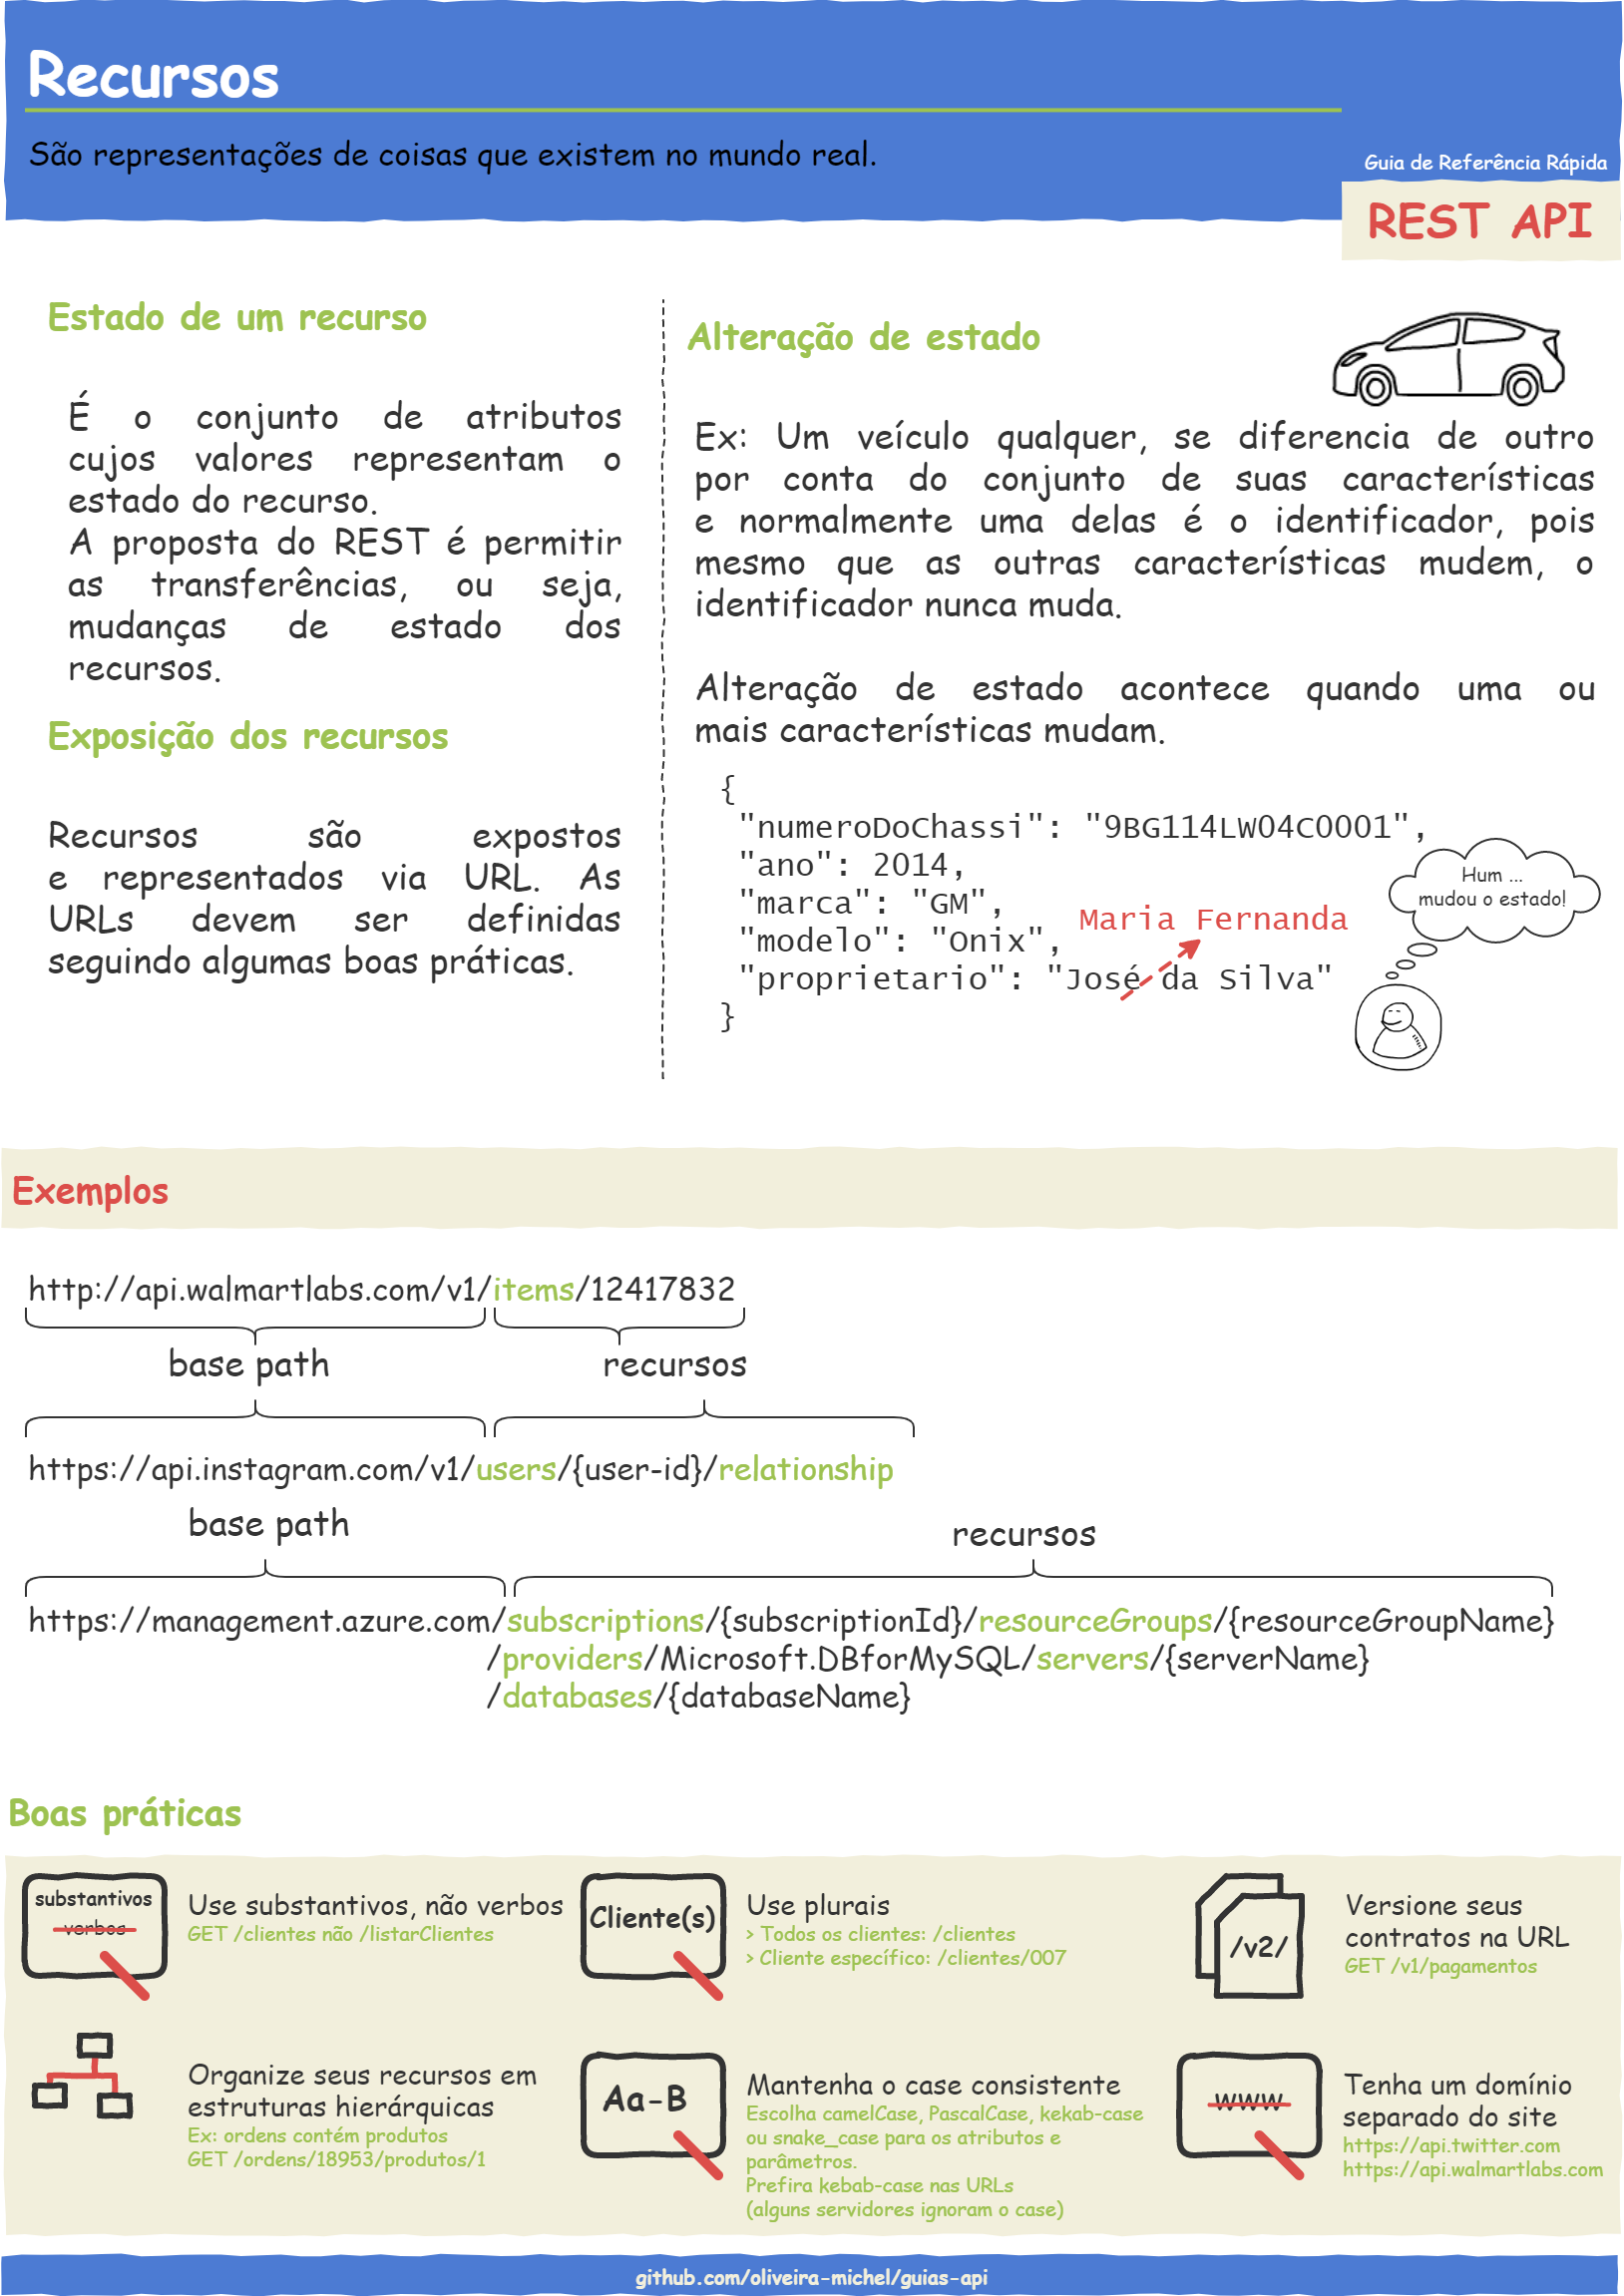 Recursos
São representações de coisas que existem no mundo real.
Guia de Referência Rápida
REST API
Estado de um recurso
É o conjunto de atributos
cujos valores representam o
estado do recurso.
A proposta do REST é permitir
as transferências, ou seja,
mudanças de estado dos
recursos.
Exposição dos recursos
Recursos são expostos
e representados via URL. As
URLs devem ser definidas
seguindo algumas boas práticas.
Alteração de estado
Ex: Um veículo qualquer, se diferencia de outro
por conta do conjunto de suas características
e normalmente uma delas é o identificador, pois
mesmo que as outras características mudem, o
identificador nunca muda.
Alteração de estado acontece quando uma ou
mais características mudam.
{
"numeroDoChassi": "9BG114LW04C0001",
"ano": 2014,
"marca": "GM",
"modelo": "Onix",
Maria Fernanda
"proprietario": "José da Silva"
}
Hum ...
mudou o estado!
Exemplos
http://api.walmartlabs.com/v1/items/12417832
base path recursos
https://api.instagram.com/v1/users/{user-id}/relationship
base path recursos
https://management.azure.com/subscriptions/{subscriptionId}/resourceGroups/{resourceGroupName}
/providers/Microsoft.DBforMySQL/servers/{serverName}
/databases/{databaseName}
Boas práticas
substantivos
verbos
Use substantivos, não verbos
GET /clientes não /listarClientes
Cliente(s)
Use plurais
> Todos os clientes: /clientes
> Cliente específico: /clientes/007
/v2/
Versione seus
contratos na URL
GET /v1/pagamentos
Organize seus recursos em
estruturas hierárquicas
Ex: ordens contém produtos
GET /ordens/18953/produtos/1
Aa-B
Mantenha o case consistente
Escolha camelCase, PascalCase, kekab-case
ou snake_case para os atributos e
parâmetros.
Prefira kebab-case nas URLs
(alguns servidores ignoram o case)
www
Tenha um domínio
separado do site
https://api.twitter.com
https://api.walmartlabs.com
github.com/oliveira-michel/guias-api